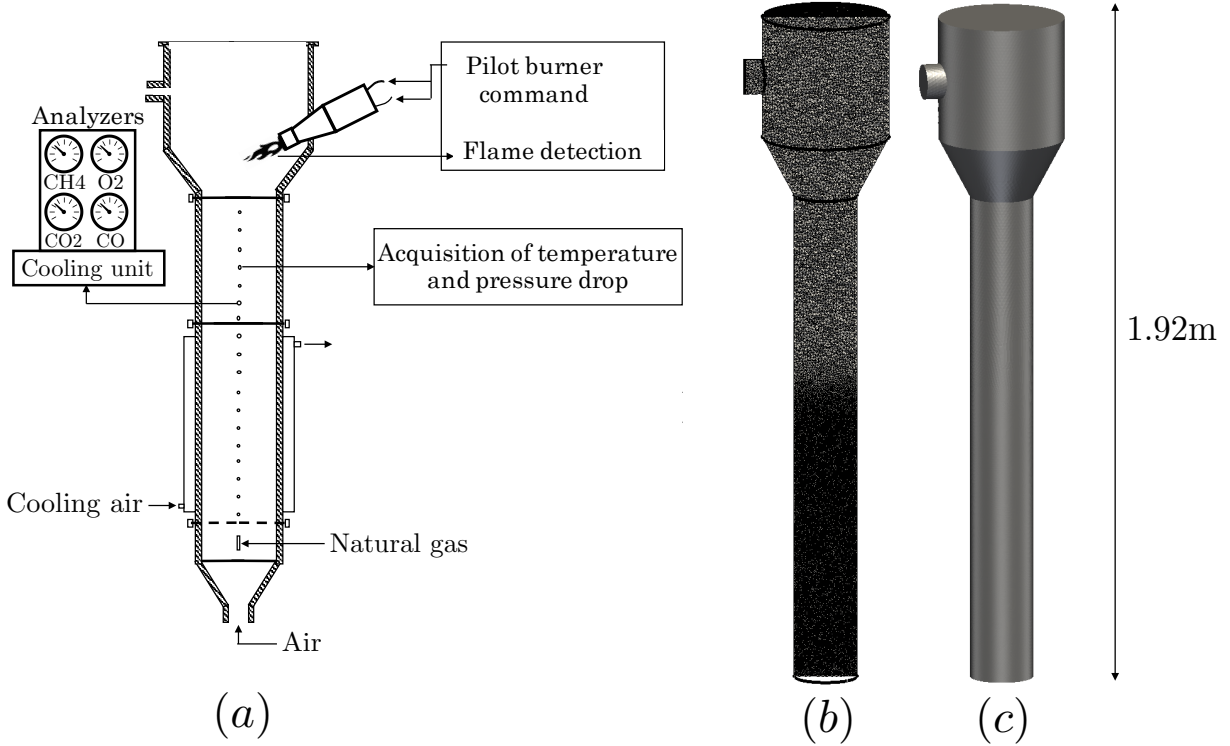 Pilot burner
command
Flame detection
Analyzers
CH4 O2
CO2 CO
Cooling unit
Acquisition of temperature
and pressure drop
Cooling air
Natural gas
Air
1.92m
(a)
(b)
(c)